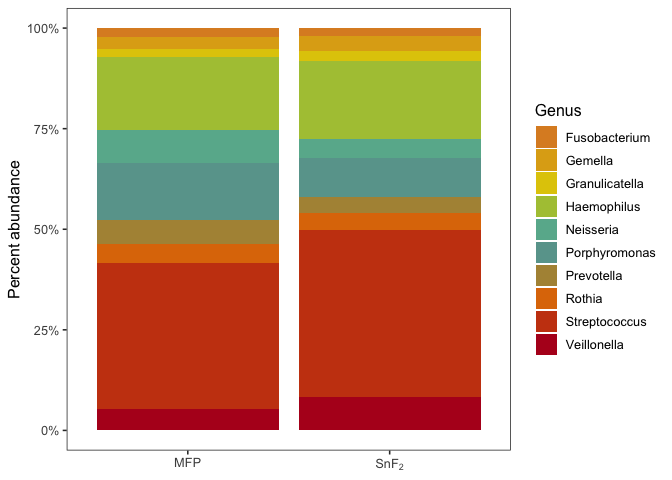 100%
75%
50%
25%
0%
Percent abundance
MFP
SnF₂
Genus
Fusobacterium
Gemella
Granulicatella
Haemophilus
Neisseria
Porphyromonas
Prevotella
Rothia
Streptococcus
Veillonella